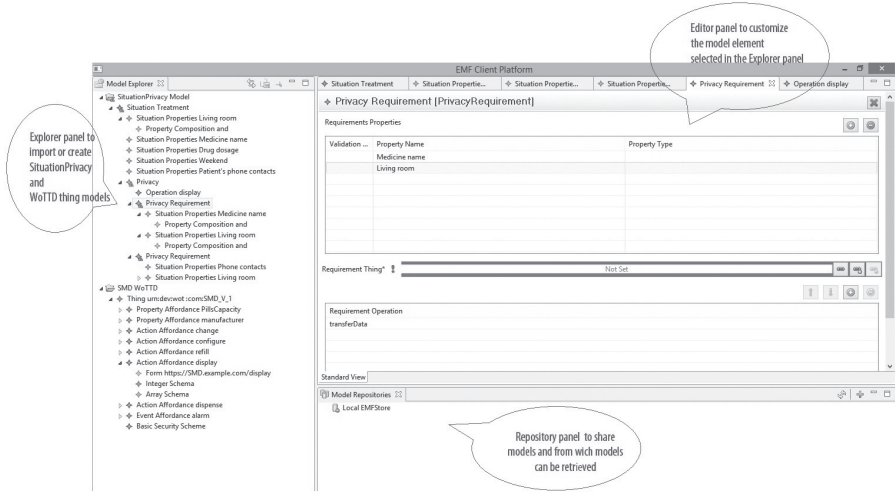 Editor panel to customize
the model element
selected in the Explorer panel
EMF Client Platform
Model Explorer
SituationPrivacy Model
Situation Treatment
Situation Properties Living room
Property Composition and
Situation Properties Medicine name
Situation Properties Drug dosage
Situation Properties Weekend
Situation Properties Patient's phone contacts
Privacy
Operation display
Privacy Requirement
Situation Properties Medicine name
Property Composition and
Situation Properties Living room
Property Composition and
Privacy Requirement
Situation Properties Phone contacts
Situation Properties Living room
SMD WoTTD
Thing urn:dev:wot :com:SMD_V_1
Property Affordance PillsCapacity
Property Affordance manufacturer
Action Affordance change
Action Affordance configure
Action Affordance refill
Action Affordance display
Form https://SMD.example.com/display
Integer Schema
Array Schema
Action Affordance dispense
Event Affordance alarm
Basic Security Scheme
Explorer panel to
import or create
SituationPrivacy
and
WoTTD thing models
Situation Treatment
Situation Propertie...
Situation Propertie...
Situation Propertie...
Privacy Requirement
Operation display
Privacy Requirement [PrivacyRequirement]
Requirements Properties
Validation ... Property Name Property Type
Medicine name
Living room
Requirement Thing* Not Set
Requirement Operation
transferData
Standard View
Model Repositories
Local EMFStore
Repository panel to share
models and from wich models
can be retrieved